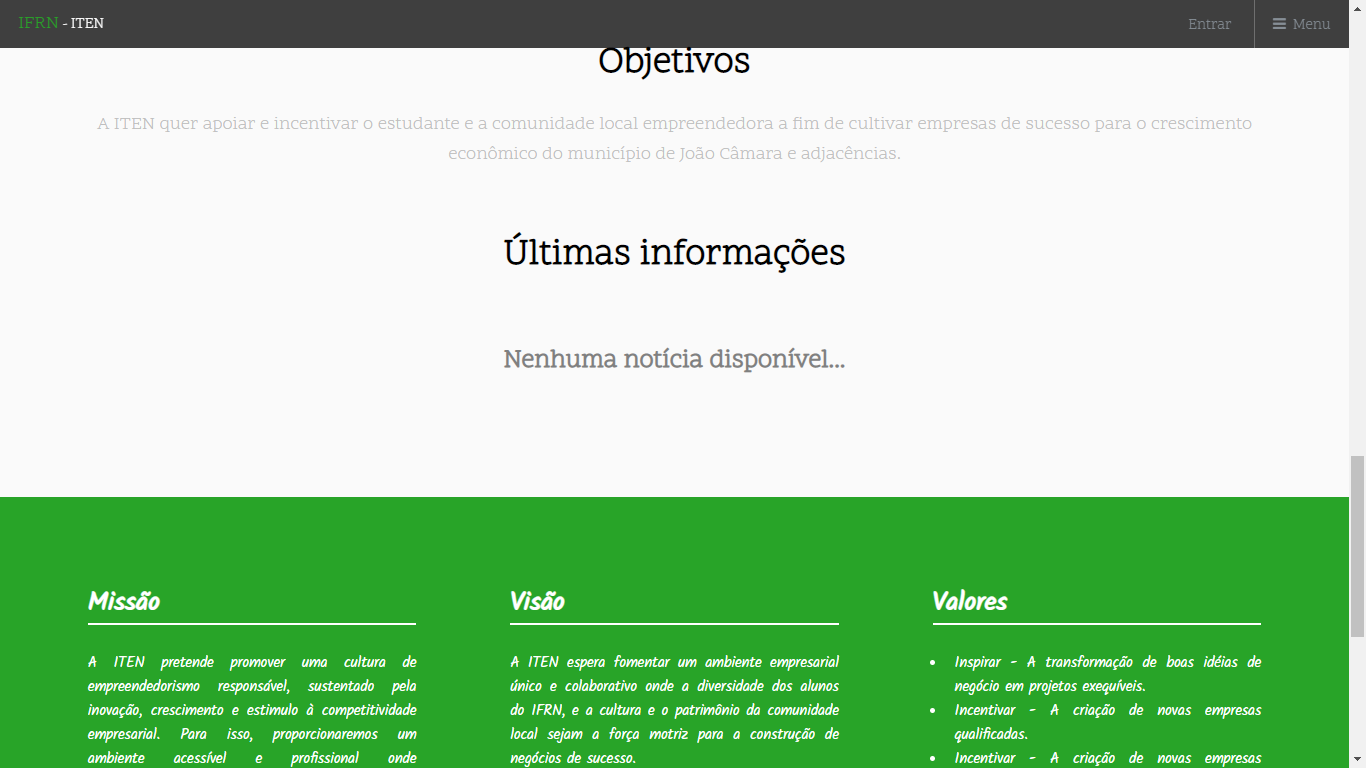 IFRN - ITEN
Entrar
Menu
Objetivos
A ITEN quer apoiar e incentivar o estudante e a comunidade local empreendedora a fim de cultivar empresas de sucesso para o crescimento
econômico do município de João Câmara e adjacências.
Últimas informações
Nenhuma notícia disponível...
Missão
A ITEN pretende promover uma cultura de
empreendedorismo responsável, sustentado pela
inovação, crescimento e estimulo à competitividade
empresarial. Para isso, proporcionaremos um
ambiente acessível e profissional onde
Visão
A ITEN espera fomentar um ambiente empresarial
único e colaborativo onde a diversidade dos alunos
do IFRN, e a cultura e o patrimônio da comunidade
local sejam a força motriz para a construção de
negócios de sucesso.
Valores
• Inspirar - A transformação de boas idéias de
negócio em projetos exequíveis.
• Incentivar - A criação de novas empresas
qualificadas.
• Incentivar - A criação de novas empresas